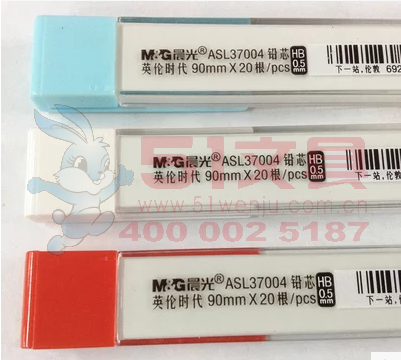 M&G晨光® ASL37004 铅芯 HB 0.5mm
英伦时代 90mm X 20根/pcs
下一站,伦敦 692
M&G晨光® ASL37004 铅芯 HB 0.5mm
英伦时代 90mm X 20根/pcs
下一站,伦敦
51文具
www.51wenju.com
400 002 5187
M&G晨光® ASL37004 铅芯 HB 0.5mm
英伦时代 90mm X 20根/pcs